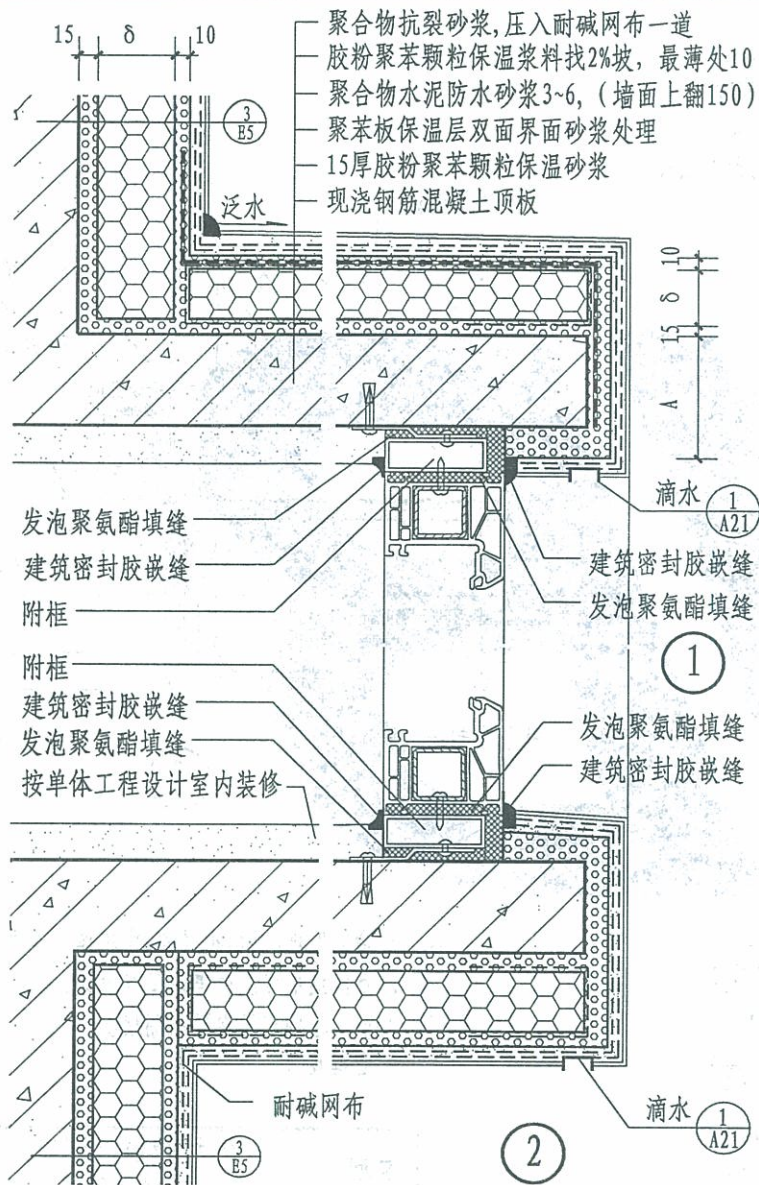 15 δ 10
聚合物抗裂砂浆,压入耐碱网布一道
胶粉聚苯颗粒保温浆料找2%坡，最薄处10
聚合物水泥防水砂浆3~6,（墙面上翻150）
聚苯板保温层双面界面砂浆处理
15厚胶粉聚苯颗粒保温砂浆
现浇钢筋混凝土顶板
3
E5
泛水
10
δ
15
A
滴水
1
A21
发泡聚氨酯填缝
建筑密封胶嵌缝
附框
建筑密封胶嵌缝
发泡聚氨酯填缝
1
附框
建筑密封胶嵌缝
发泡聚氨酯填缝
按单体工程设计室内装修
发泡聚氨酯填缝
建筑密封胶嵌缝
耐碱网布
滴水
1
A21
3
E5
2